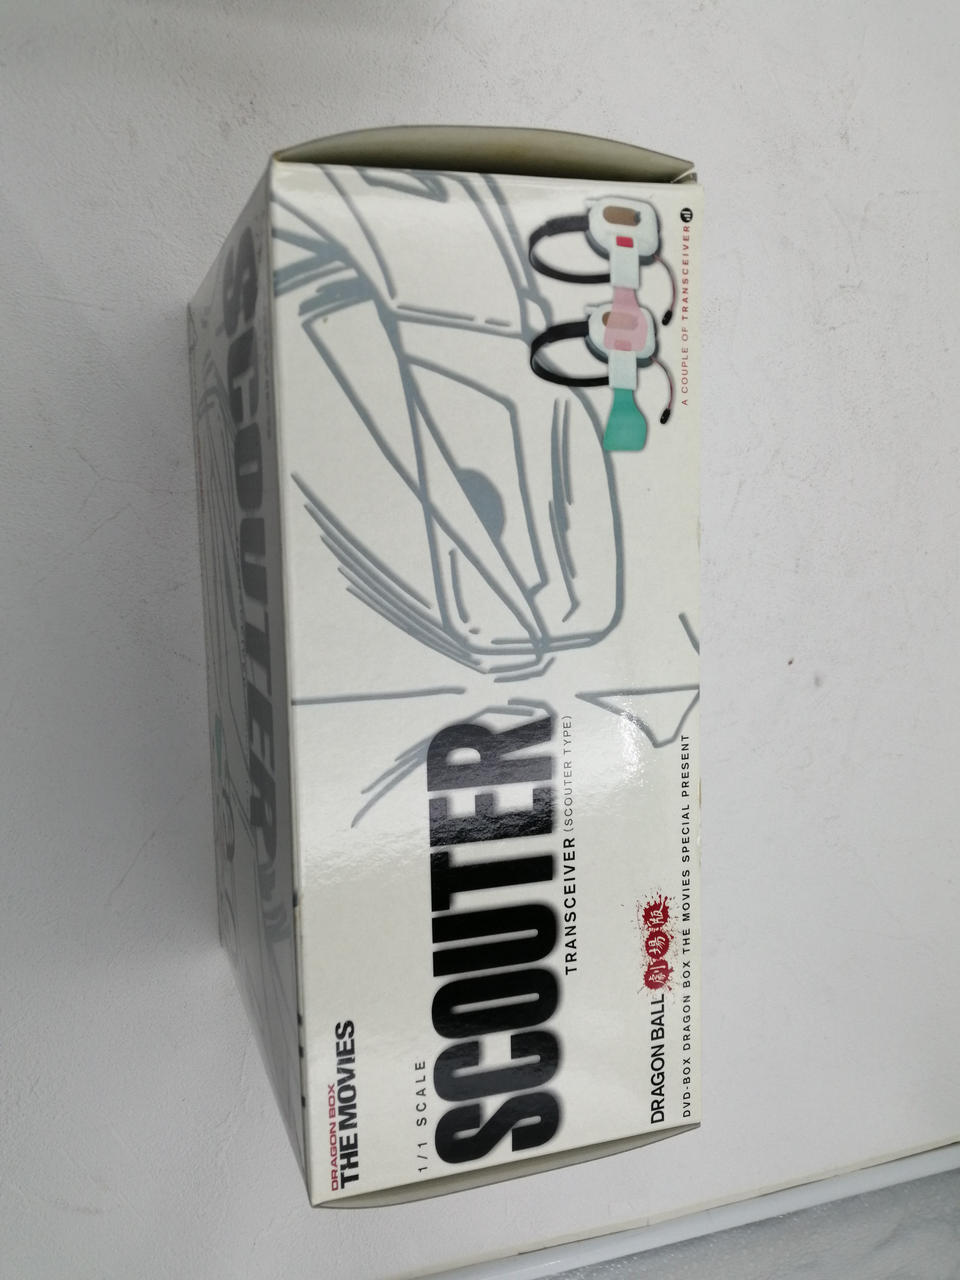 DRAGON BOX
THE MOVIES
1/1 SCALE
SCOUTER
TRANSCEIVER (SCOUTER TYPE)
DRAGON BALL 劇場版
DVD-BOX DRAGON BOX THE MOVIES SPECIAL PRESENT
A COUPLE OF TRANSCEIVER
SCOUTER